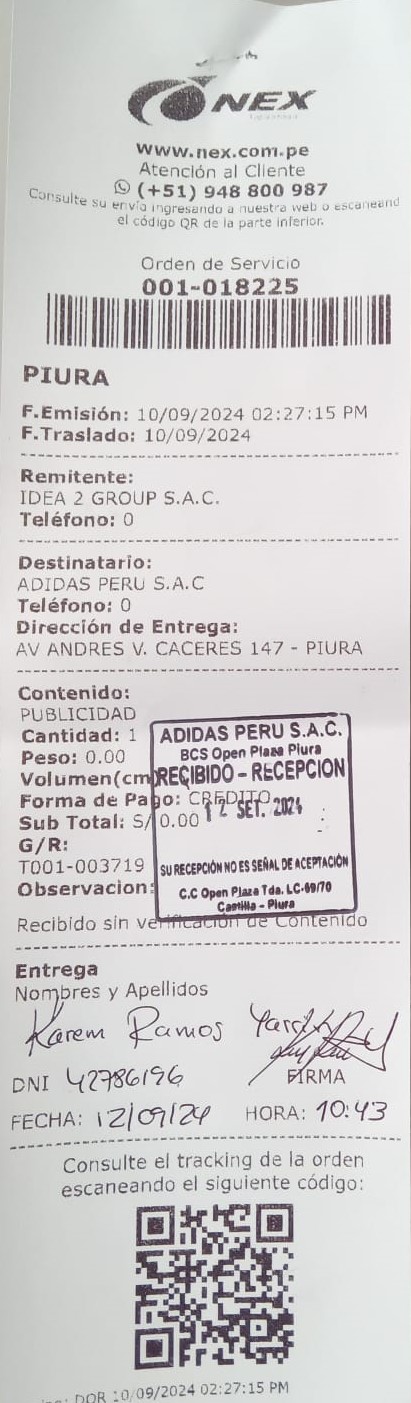 NEX
www.nex.com.pe
Atención al Cliente
(+51) 948 800 987
Consulte su envío ingresando a nuestra web o escaneand
el código QR de la parte inferior.
Orden de Servicio
001-018225
PIURA
F.Emisión: 10/09/2024 02:27:15 PM
F.Traslado: 10/09/2024
Remitente:
IDEA 2 GROUP S.A.C.
Teléfono: 0
Destinatario:
ADIDAS PERU S.A.C
Teléfono: 0
Dirección de Entrega:
AV ANDRES V. CACERES 147 - PIURA
Contenido:
PUBLICIDAD
Cantidad: 1
Peso: 0.00
Volumen(cm
Forma de Pago: CREDITO
Sub Total: S/ 0.00
G/R:
T001-003719
Observacion:
ADIDAS PERU S.A.C.
BCS Open Plaza Piura
RECIBIDO - RECEPCION
12 SET. 2024
SU RECEPCIÓN NO ES SEÑAL DE ACEPTACIÓN
C.C Open Plaza Tda. LC-69/70
Castilla - Piura
Recibido sin verificación de Contenido
Entrega
Nombres y Apellidos
Karem Ramos
DNI 42786196
FIRMA
FECHA: 12/09/24 HORA: 10:43
Consulte el tracking de la orden
escaneando el siguiente código:
DOR 10/09/2024 02:27:15 PM